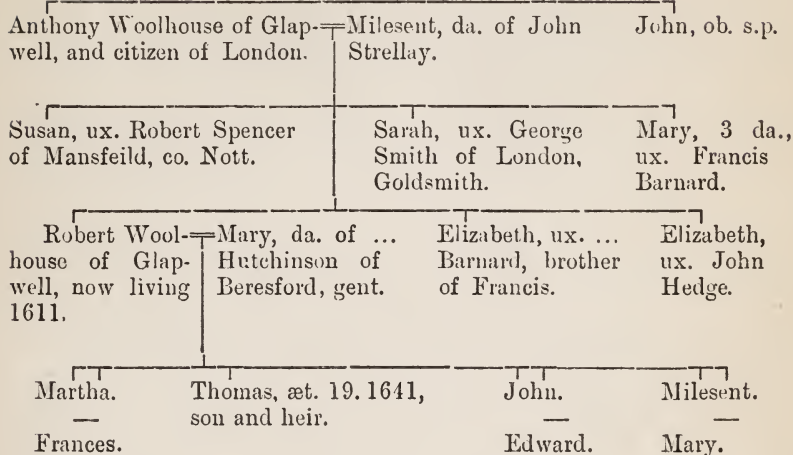 Anthony Woolhouse of Glap-
well, and citizen of London.
Milesent, da. of John
Strellay.
John, ob. s.p.
Susan, ux. Robert Spencer
of Mansfeild, co. Nott.
Sarah, ux. George
Smith of London,
Goldsmith.
Mary, 3 da.,
ux. Francis
Barnard.
Robert Wool-
house of Glap-
well, now living
1611.
Mary, da. of ...
Hutchinson of
Beresford, gent.
Elizabeth, ux. ...
Barnard, brother
of Francis.
Elizabeth,
ux. John
Hedge.
Martha.
—
Frances.
Thomas, æt. 19. 1641,
son and heir.
John.
—
Edward.
Milesent.
—
Mary.